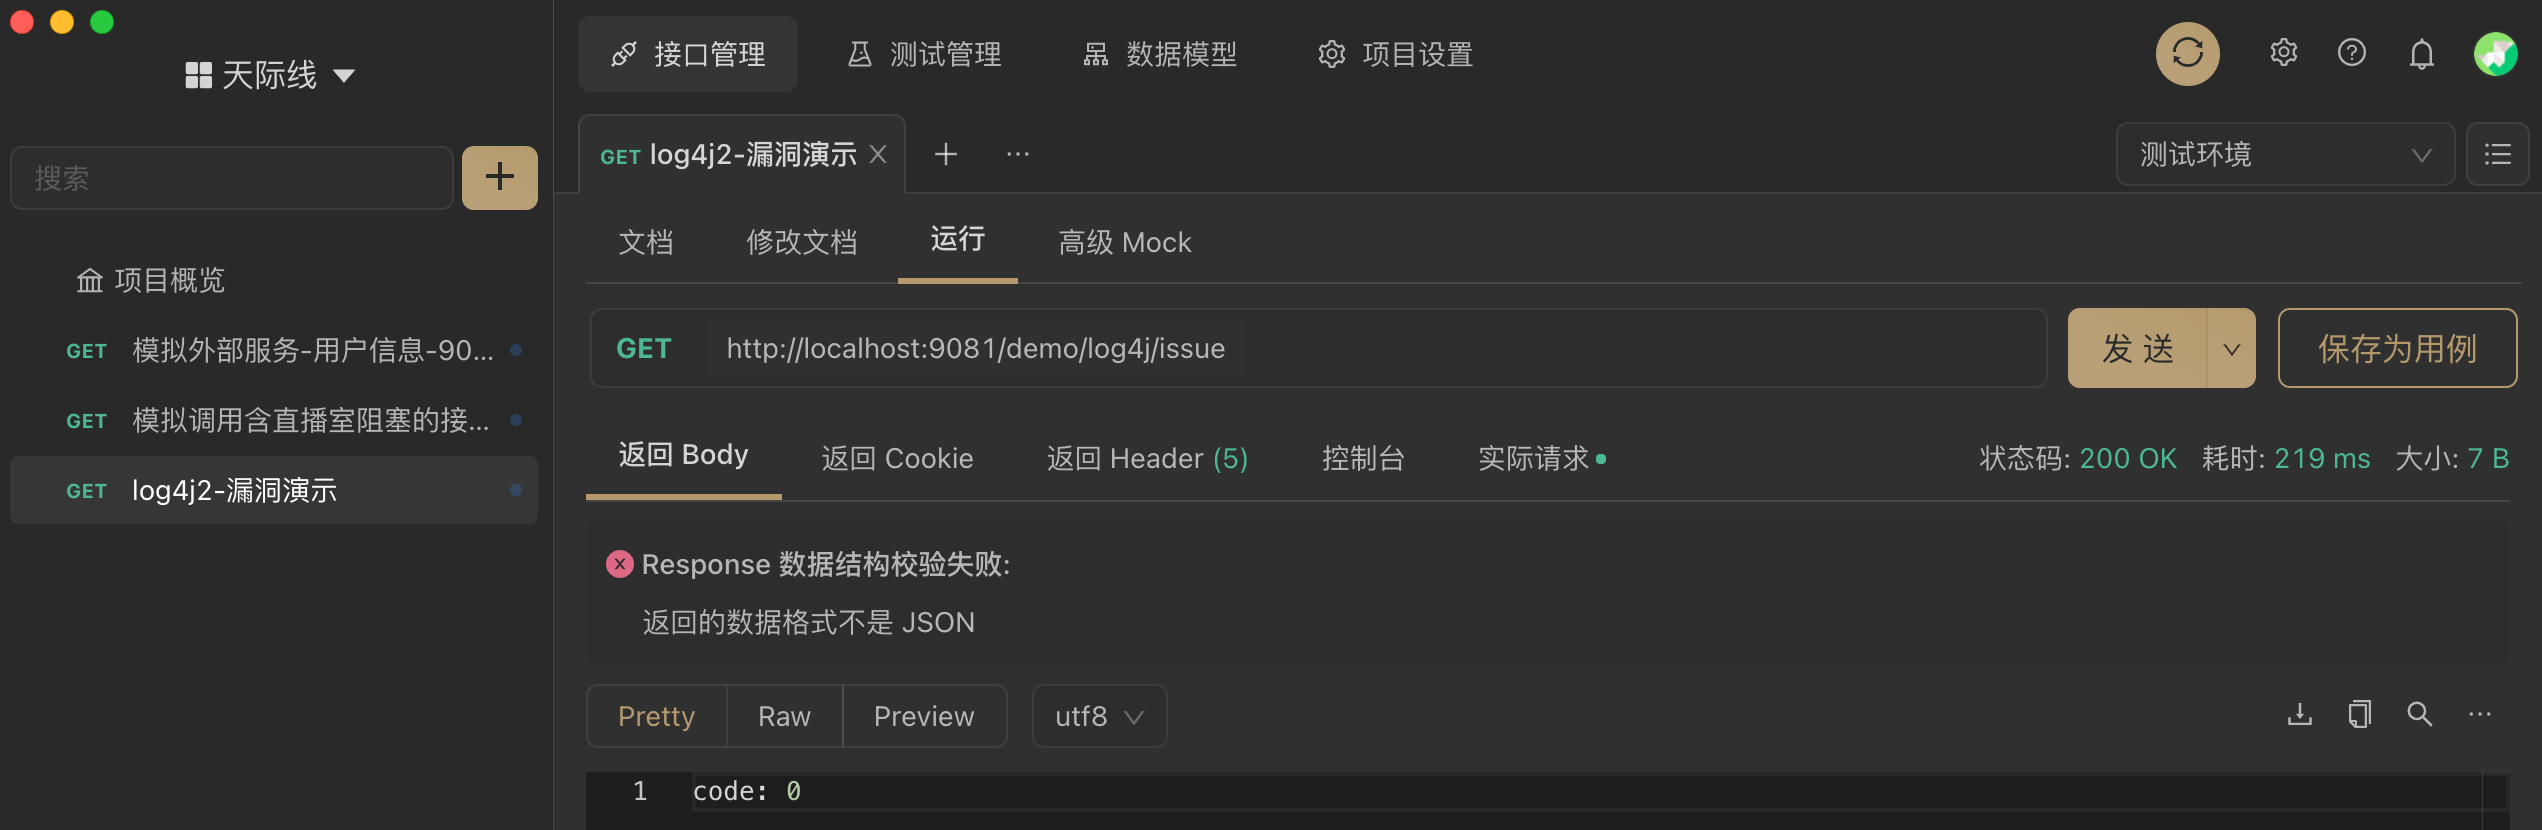 天际线
搜索
项目概览
GET 模拟外部服务-用户信息-90...
GET 模拟调用含直播室阻塞的接...
GET log4j2-漏洞演示
接口管理 测试管理 数据模型 项目设置
GET log4j2-漏洞演示
测试环境
文档 修改文档 运行 高级 Mock
GET http://localhost:9081/demo/log4j/issue 发 送 保存为用例
返回 Body 返回 Cookie 返回 Header (5) 控制台 实际请求 状态码: 200 OK 耗时: 219 ms 大小: 7 B
Response 数据结构校验失败:
返回的数据格式不是 JSON
Pretty Raw Preview utf8
1 code: 0